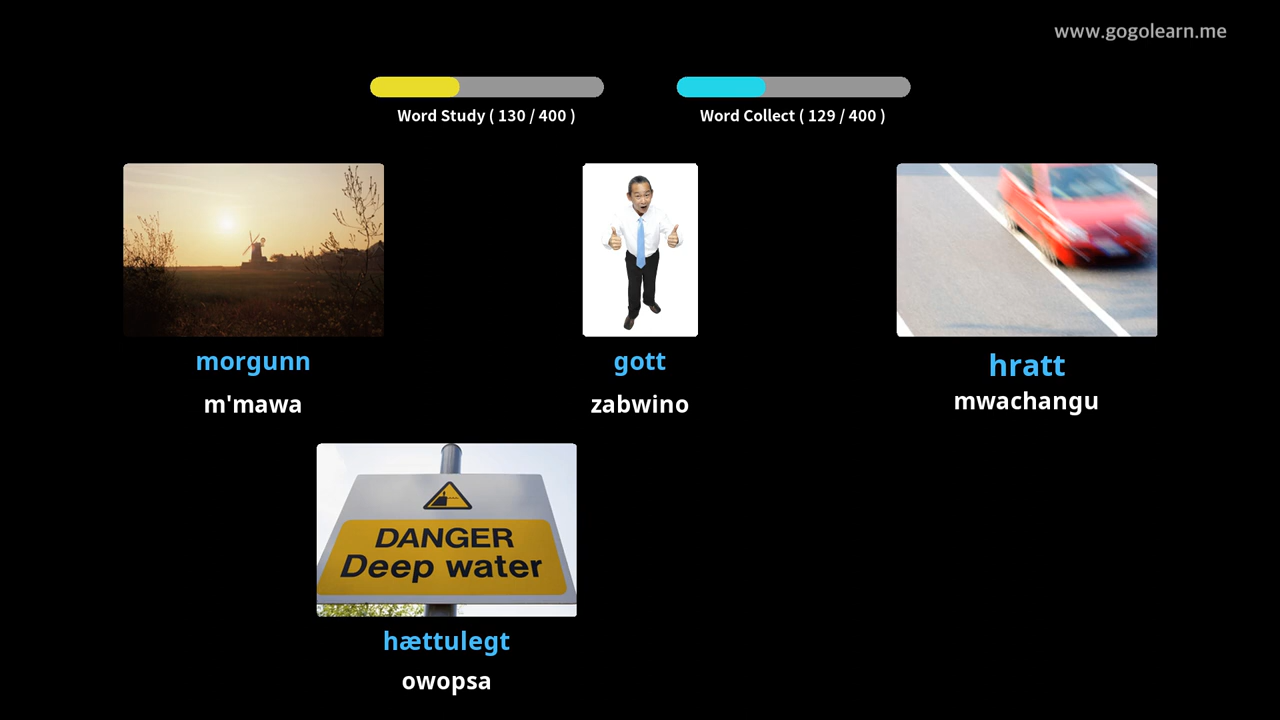 www.gogolearn.me
Word Study ( 130 / 400 )
Word Collect ( 129 / 400 )
morgunn
m'mawa
gott
zabwino
hratt
mwachangu
DANGER
Deep water
hættulegt
owopsa